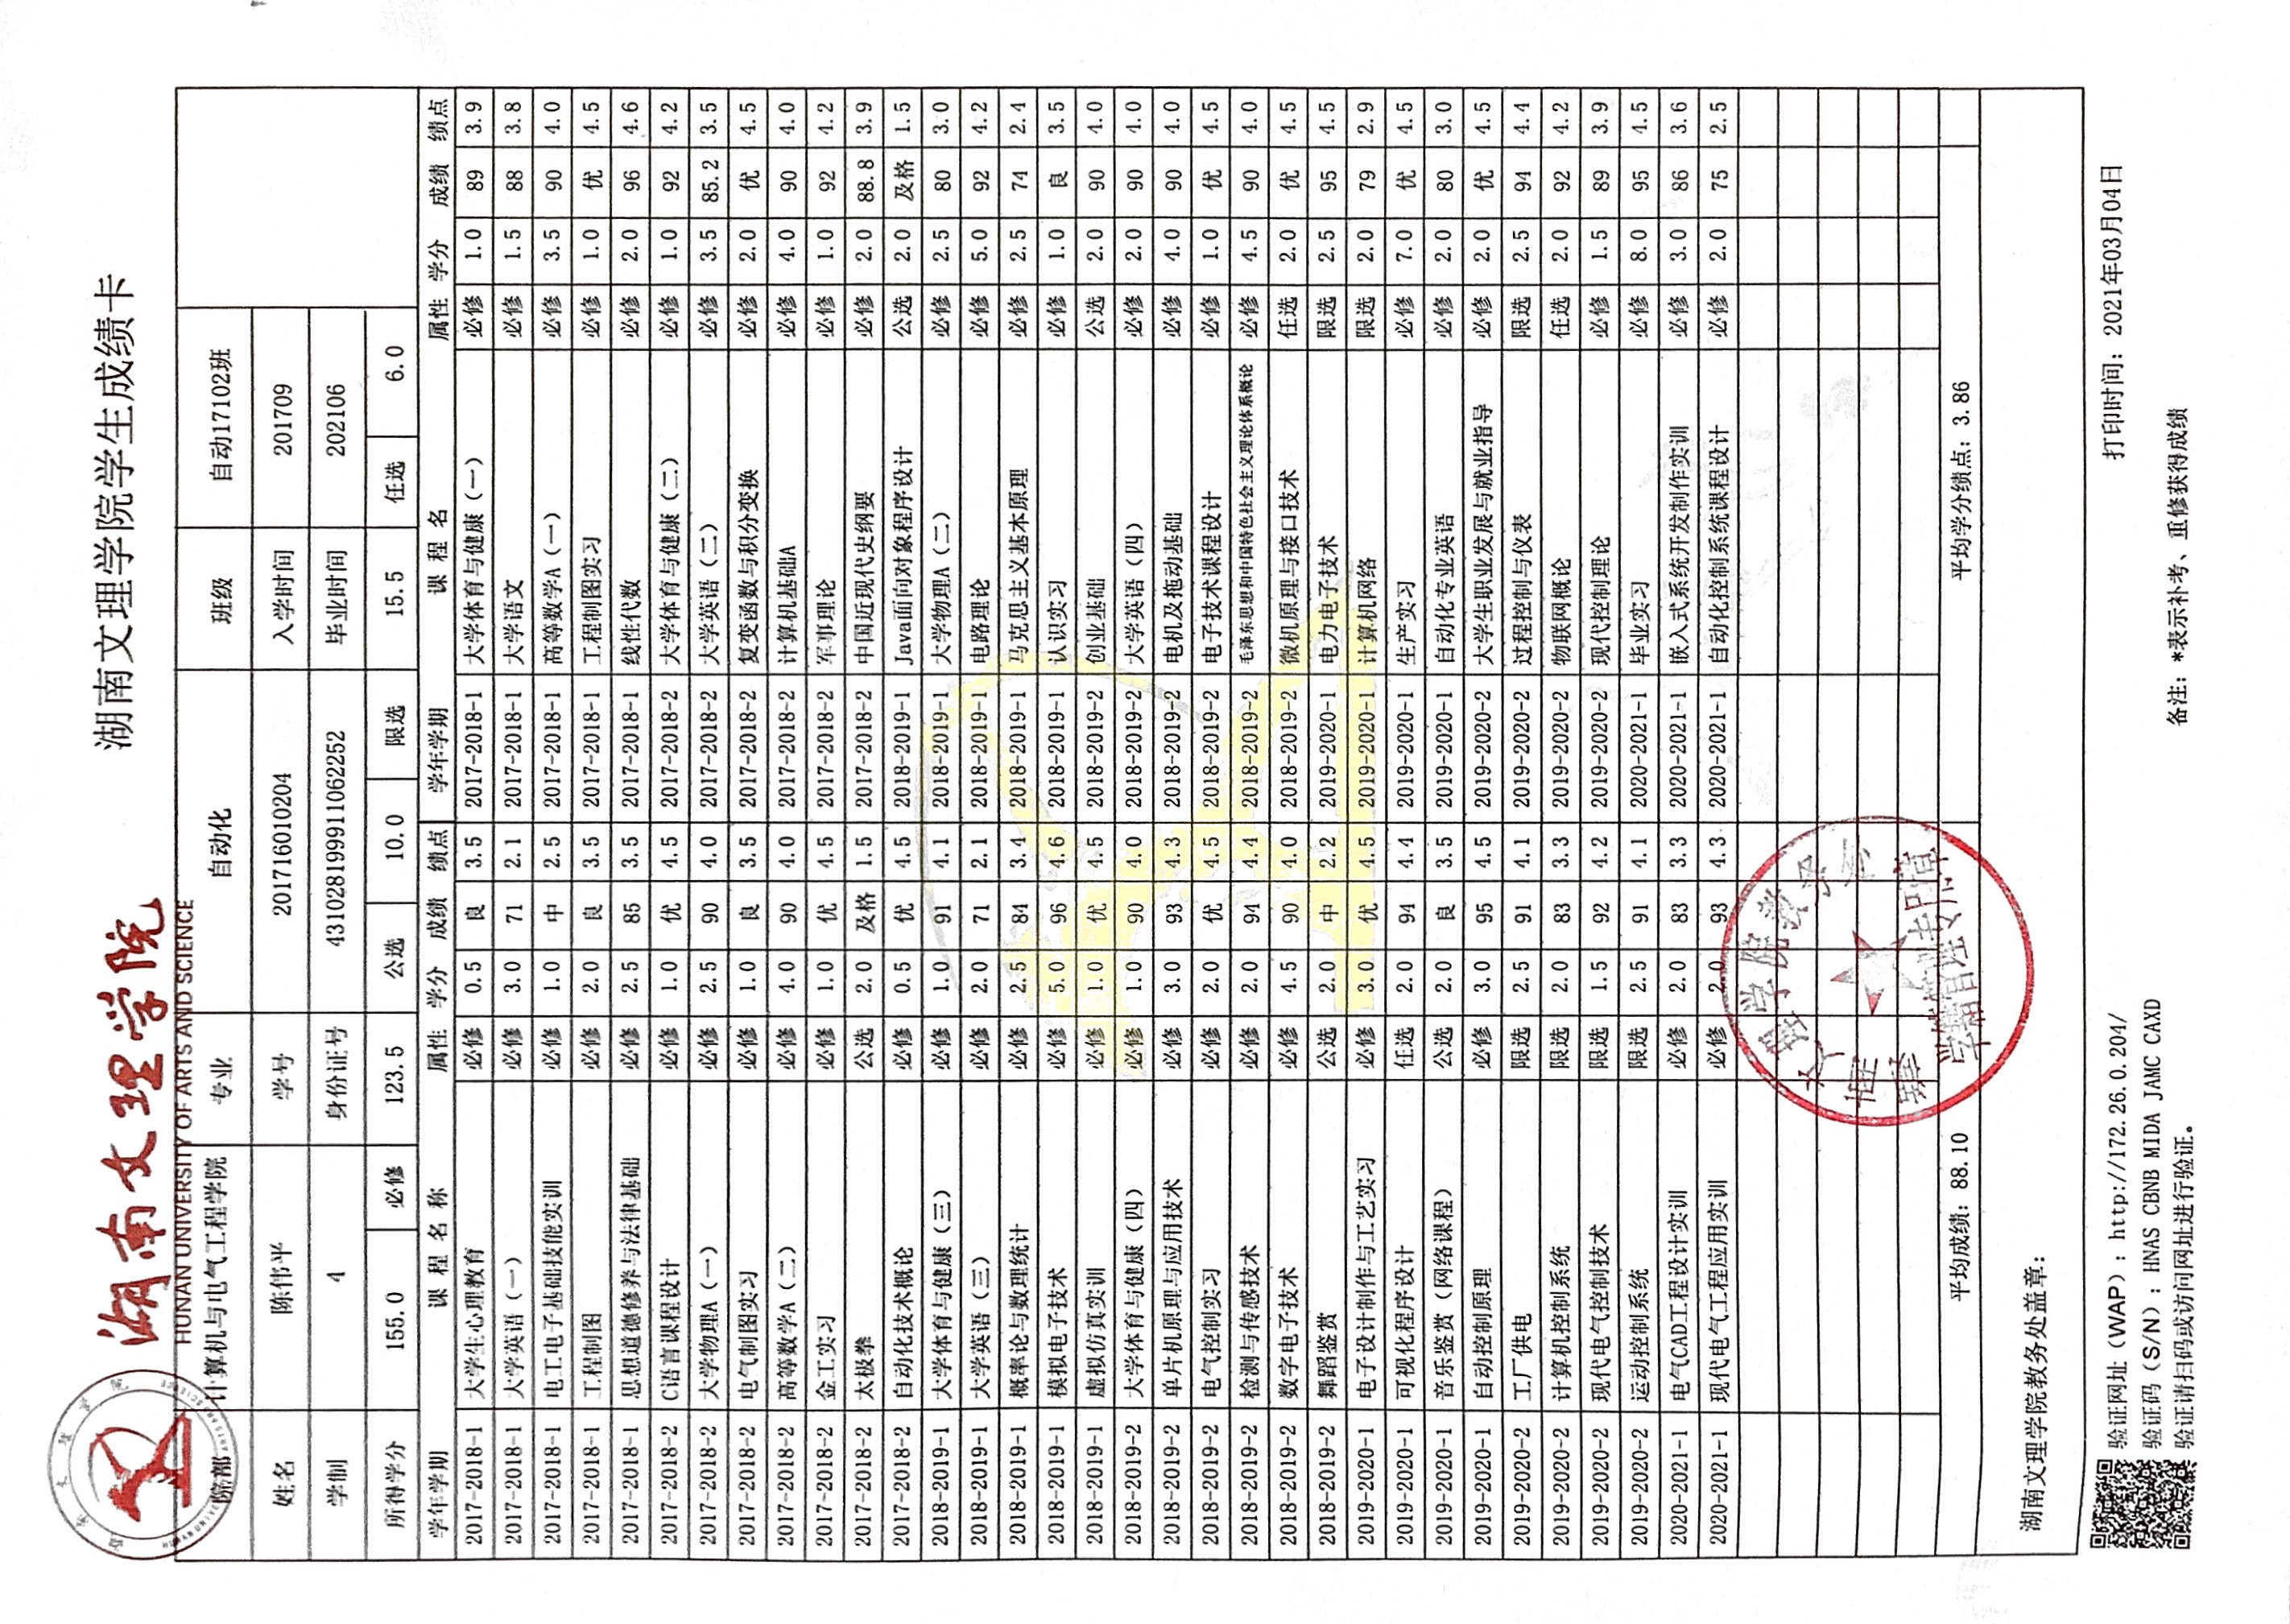 湖南文理学院
HUNAN UNIVERSITY OF ARTS AND SCIENCE
湖南文理学院学生成绩卡
院部 计算机与电气工程学院 专业 自动化 班级 自动17102班
姓名 陈伟平 学号 201716010204 入学时间 201709
学制 4 身份证号 431028199911062252 毕业时间 202106
所得学分 155.0 必修 123.5 公选 10.0 限选 15.5 任选 6.0
学年学期 课程名称 属性 学分 成绩 绩点 学年学期 课程名 属性 学分 成绩 绩点
2017-2018-1 大学生心理教育 必修 0.5 良 3.5 2017-2018-1 大学体育与健康（一） 必修 1.0 89 3.9
2017-2018-1 大学英语（一） 必修 3.0 71 2.1 2017-2018-1 大学语文 必修 1.5 88 3.8
2017-2018-1 电工电子基础技能实训 必修 1.0 中 2.5 2017-2018-1 高等数学A（一） 必修 3.5 90 4.0
2017-2018-1 工程制图 必修 2.0 良 3.5 2017-2018-1 工程制图实习 必修 1.0 优 4.5
2017-2018-1 思想道德修养与法律基础 必修 2.5 85 3.5 2017-2018-1 线性代数 必修 2.0 96 4.6
2017-2018-2 C语言课程设计 必修 1.0 优 4.5 2017-2018-2 大学体育与健康（二） 必修 1.0 92 4.2
2017-2018-2 大学物理A（一） 必修 2.5 90 4.0 2017-2018-2 大学英语（二） 必修 3.5 85.2 3.5
2017-2018-2 电气制图实习 必修 1.0 良 3.5 2017-2018-2 复变函数与积分变换 必修 2.0 优 4.5
2017-2018-2 高等数学A（二） 必修 4.0 90 4.0 2017-2018-2 计算机基础A 必修 4.0 90 4.0
2017-2018-2 金工实习 必修 1.0 优 4.5 2017-2018-2 军事理论 必修 1.0 92 4.2
2017-2018-2 太极拳 公选 2.0 及格 1.5 2017-2018-2 中国近现代史纲要 必修 2.0 88.8 3.9
2017-2018-2 自动化技术概论 必修 0.5 优 4.5 2018-2019-1 Java面向对象程序设计 公选 2.0 及格 1.5
2018-2019-1 大学体育与健康（三） 必修 1.0 91 4.1 2018-2019-1 大学物理A（二） 必修 2.5 80 3.0
2018-2019-1 大学英语（三） 必修 2.0 71 2.1 2018-2019-1 电路理论 必修 5.0 92 4.2
2018-2019-1 概率论与数理统计 必修 2.5 84 3.4 2018-2019-1 马克思主义基本原理 必修 2.5 74 2.4
2018-2019-1 模拟电子技术 必修 5.0 96 4.6 2018-2019-1 认识实习 必修 1.0 良 3.5
2018-2019-1 虚拟仿真实训 必修 1.0 优 4.5 2018-2019-2 创业基础 公选 2.0 90 4.0
2018-2019-2 大学体育与健康（四） 必修 1.0 90 4.0 2018-2019-2 大学英语（四） 必修 2.0 90 4.0
2018-2019-2 单片机原理与应用技术 必修 3.0 93 4.3 2018-2019-2 电机及拖动基础 必修 4.0 90 4.0
2018-2019-2 电气控制实习 必修 2.0 优 4.5 2018-2019-2 电子技术课程设计 必修 1.0 优 4.5
2018-2019-2 检测与传感技术 必修 2.0 94 4.4 2018-2019-2 毛泽东思想和中国特色社会主义理论体系概论 必修 4.5 90 4.0
2018-2019-2 数字电子技术 必修 4.5 90 4.0 2018-2019-2 微机原理与接口技术 任选 2.0 优 4.5
2018-2019-2 舞蹈鉴赏 公选 2.0 中 2.2 2019-2020-1 电力电子技术 限选 2.5 95 4.5
2019-2020-1 电子设计制作与工艺实习 必修 3.0 优 4.5 2019-2020-1 计算机网络 限选 2.0 79 2.9
2019-2020-1 可视化程序设计 任选 2.0 94 4.4 2019-2020-1 生产实习 必修 7.0 优 4.5
2019-2020-1 音乐鉴赏（网络课程） 公选 2.0 良 3.5 2019-2020-1 自动化专业英语 必修 2.0 80 3.0
2019-2020-1 自动控制原理 必修 3.0 95 4.5 2019-2020-2 大学生职业发展与就业指导 必修 2.0 优 4.5
2019-2020-2 工厂供电 限选 2.5 91 4.1 2019-2020-2 过程控制与仪表 限选 2.5 94 4.4
2019-2020-2 计算机控制系统 限选 2.0 83 3.3 2019-2020-2 物联网概论 任选 2.0 92 4.2
2019-2020-2 现代电气控制技术 限选 1.5 92 4.2 2019-2020-2 现代控制理论 必修 1.5 89 3.9
2019-2020-2 运动控制系统 限选 2.5 91 4.1 2020-2021-1 毕业实习 必修 8.0 95 4.5
2020-2021-1 电气CAD工程设计实训 必修 2.0 83 3.3 2020-2021-1 嵌入式系统开发制作实训 必修 3.0 86 3.6
2020-2021-1 现代电气工程应用实训 必修 2.0 93 4.3 2020-2021-1 自动化控制系统课程设计 必修 2.0 75 2.5
湖南文理学院教务处
学籍管理专用章
平均成绩：88.10 平均学分绩点：3.86
湖南文理学院教务处盖章：
验证网址（WAP）：http://172.26.0.204/
验证码（S/N）：HNAS CBNB MIDA JAMC CAXD
验证请扫码或访问网址进行验证。
打印时间：2021年03月04日
备注：*表示补考、重修获得成绩